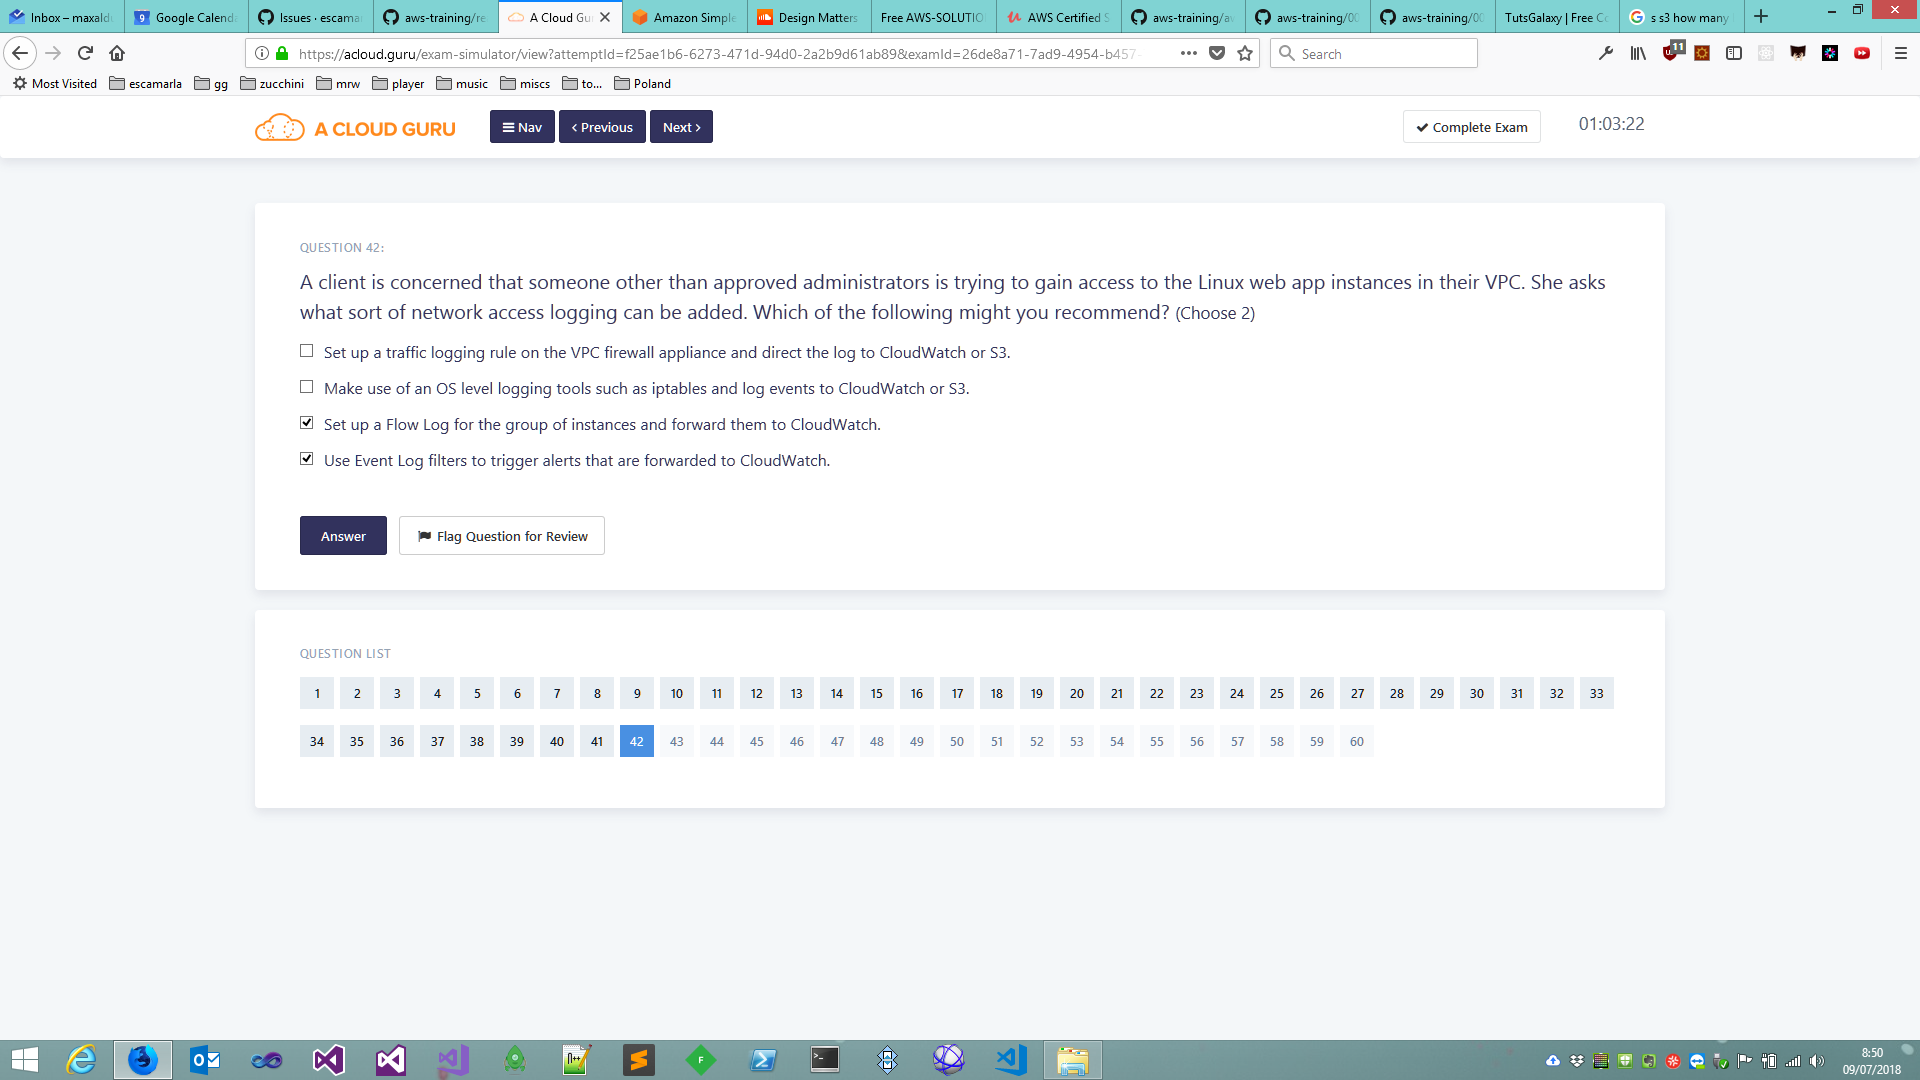 Inbox – maxald
Google Calenda
Issues · escamar
aws-training/re
A Cloud Gu
Amazon Simple
Design Matters
Free AWS-SOLUTIO
AWS Certified S
aws-training/a
aws-training/00
aws-training/00
TutsGalaxy | Free Co
s s3 how many
https://acloud.guru/exam-simulator/view?attemptId=f25ae1b6-6273-471d-94d0-2a2b9d61ab89&examId=26de8a71-7ad9-4954-b457-
Search
11
Most Visited
escamarla
gg
zucchini
mrw
player
music
miscs
to...
Poland
A CLOUD GURU
Nav
Previous
Next
Complete Exam
01:03:22
QUESTION 42:
A client is concerned that someone other than approved administrators is trying to gain access to the Linux web app instances in their VPC. She asks
what sort of network access logging can be added. Which of the following might you recommend? (Choose 2)
Set up a traffic logging rule on the VPC firewall appliance and direct the log to CloudWatch or S3.
Make use of an OS level logging tools such as iptables and log events to CloudWatch or S3.
Set up a Flow Log for the group of instances and forward them to CloudWatch.
Use Event Log filters to trigger alerts that are forwarded to CloudWatch.
Answer
Flag Question for Review
QUESTION LIST
1 2 3 4 5 6 7 8 9 10 11 12 13 14 15 16 17 18 19 20 21 22 23 24 25 26 27 28 29 30 31 32 33
34 35 36 37 38 39 40 41 42 43 44 45 46 47 48 49 50 51 52 53 54 55 56 57 58 59 60
8:50
09/07/2018